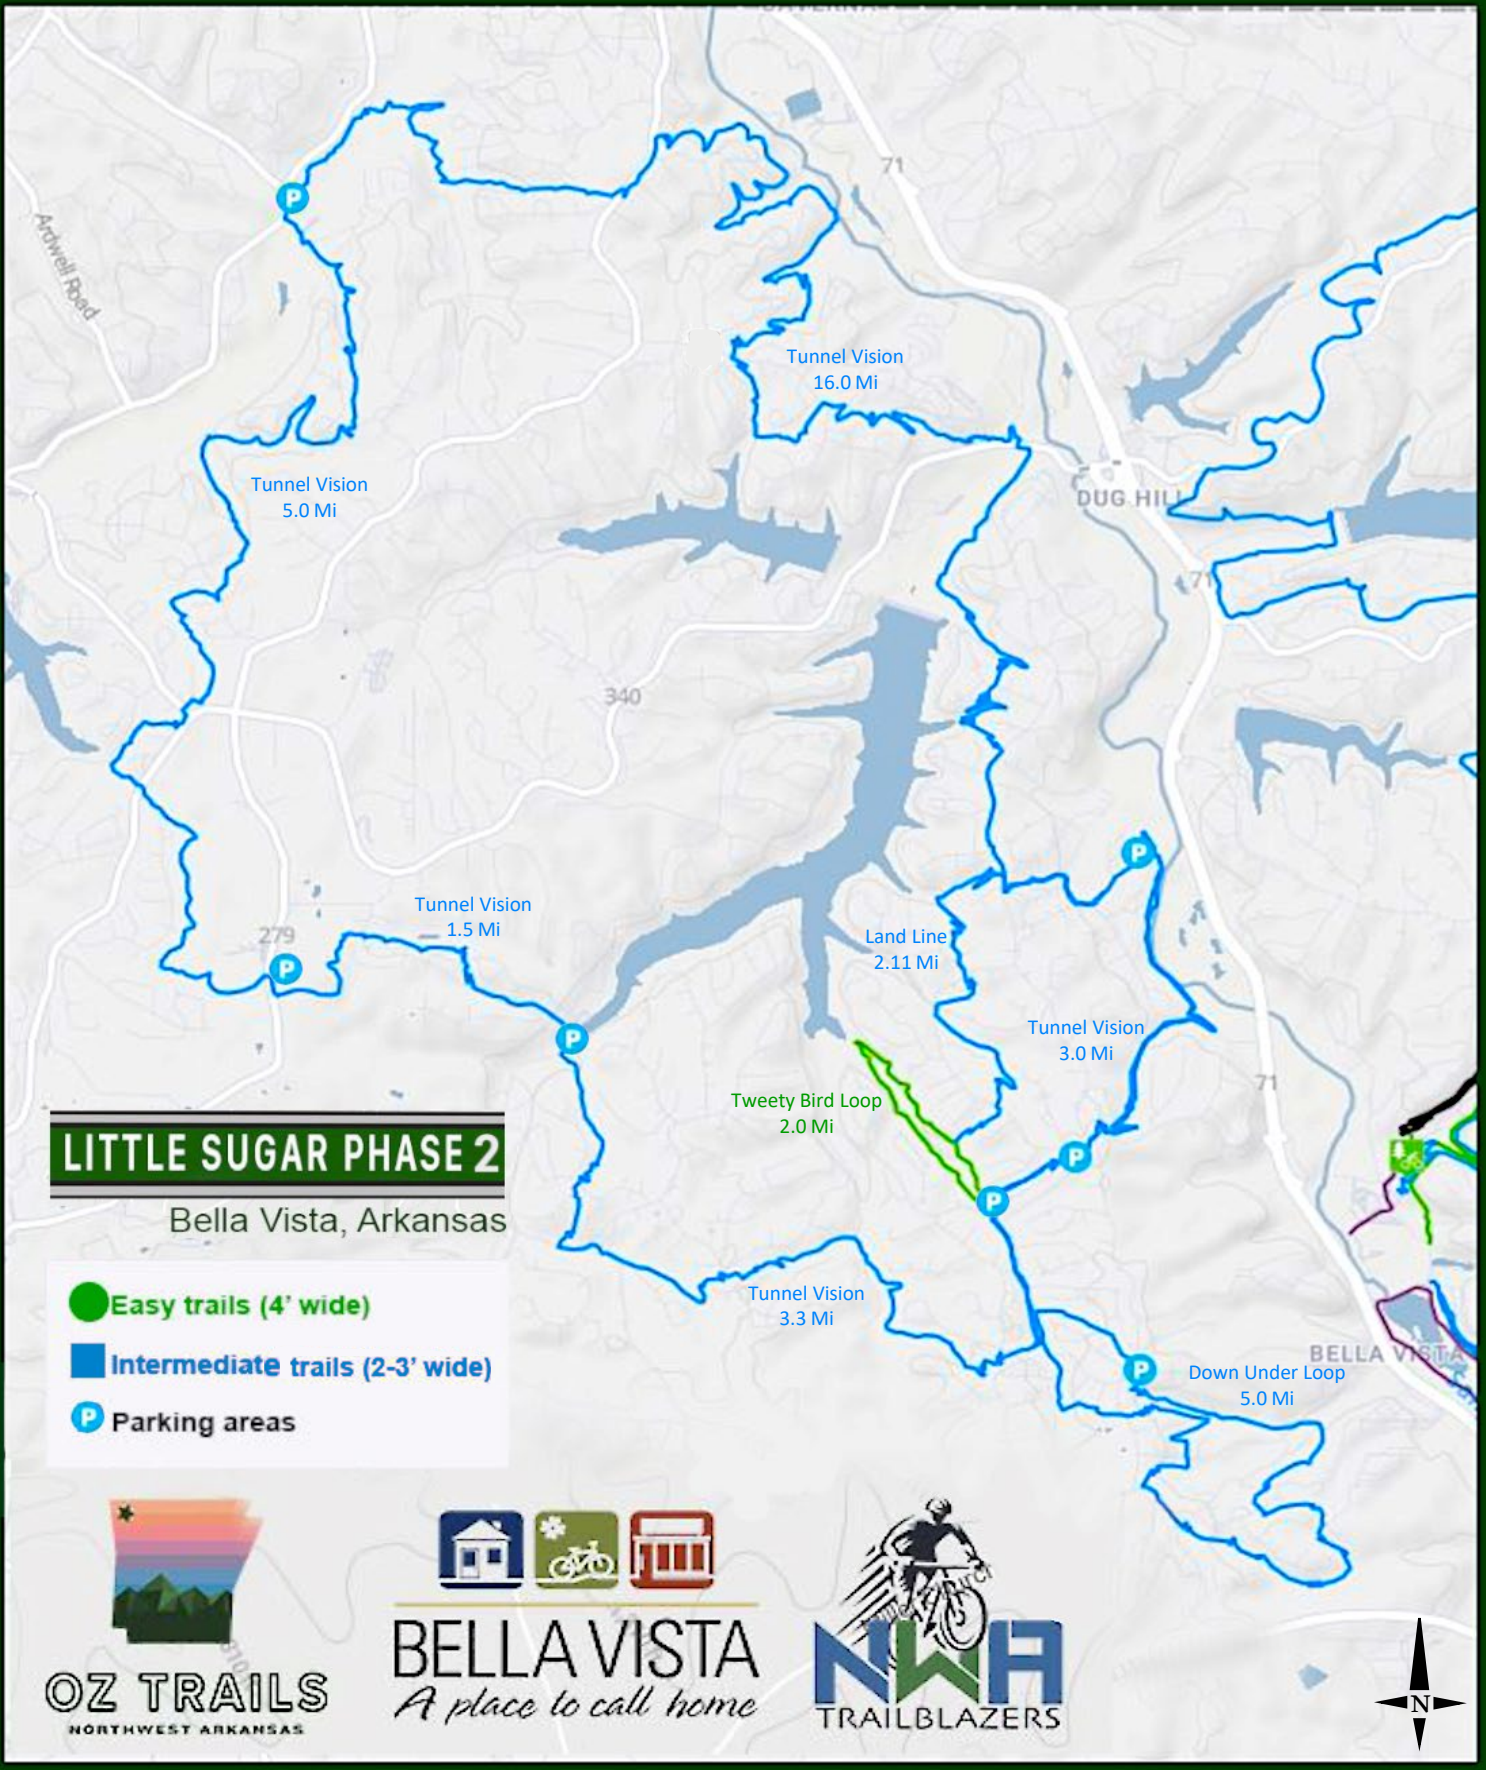 71
Ardwell Road
Tunnel Vision
16.0 Mi
Tunnel Vision
5.0 Mi
DUG HILL
71
340
Tunnel Vision
1.5 Mi
279
Land Line
2.11 Mi
P
P
P
P
P
P
P
Tunnel Vision
3.0 Mi
71
Tweety Bird Loop
2.0 Mi
LITTLE SUGAR PHASE 2
Bella Vista, Arkansas
Easy trails (4' wide)
Intermediate trails (2-3' wide)
P
Parking areas
Tunnel Vision
3.3 Mi
BELLA VISTA
Down Under Loop
5.0 Mi
OZ TRAILS
NORTHWEST ARKANSAS
BELLA VISTA
A place to call home
NWA
TRAILBLAZERS
N